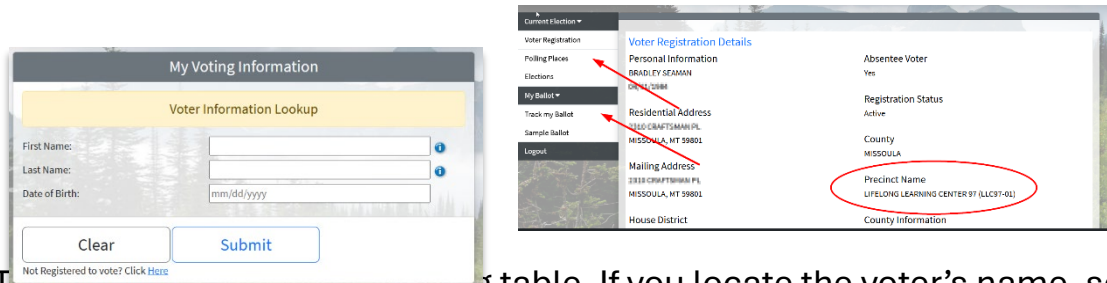 My Voting Information
Voter Information Lookup
First Name:
Last Name:
Date of Birth:
mm/dd/yyyy
Clear
Submit
Not Registered to vote? Click Here
Current Election
Voter Registration
Polling Places
Elections
My Ballot
Track my Ballot
Sample Ballot
Logout
Voter Registration Details
Personal Information
BRADLEY SEAMAN
Residential Address
MISSOULA, MT 59801
Mailing Address
MISSOULA, MT 59801
House District
Absentee Voter
Yes
Registration Status
Active
County
MISSOULA
Precinct Name
LIFELONG LEARNING CENTER 97 (LLC97-01)
County Information
table. If you locate the voter's name, se